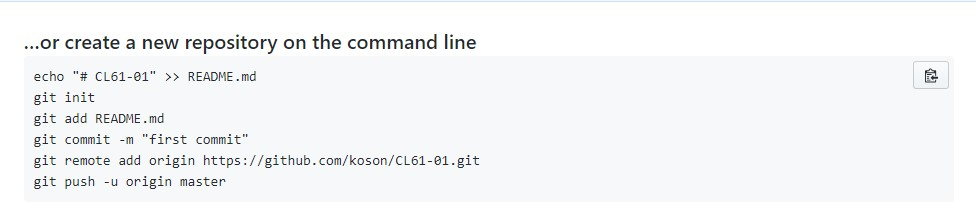 ...or create a new repository on the command line
echo "# CL61-01" >> README.md
git init
git add README.md
git commit -m "first commit"
git remote add origin https://github.com/koson/CL61-01.git
git push -u origin master